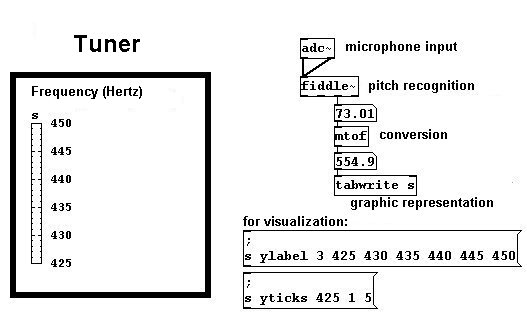 Tuner
Frequency (Hertz)
s
450
445
440
435
430
425
adc~ microphone input
fiddle~ pitch recognition
73.01
mtof conversion
554.9
tabwrite s
graphic representation
for visualization:
;
s ylabel 3 425 430 435 440 445 450
;
s yticks 425 1 5